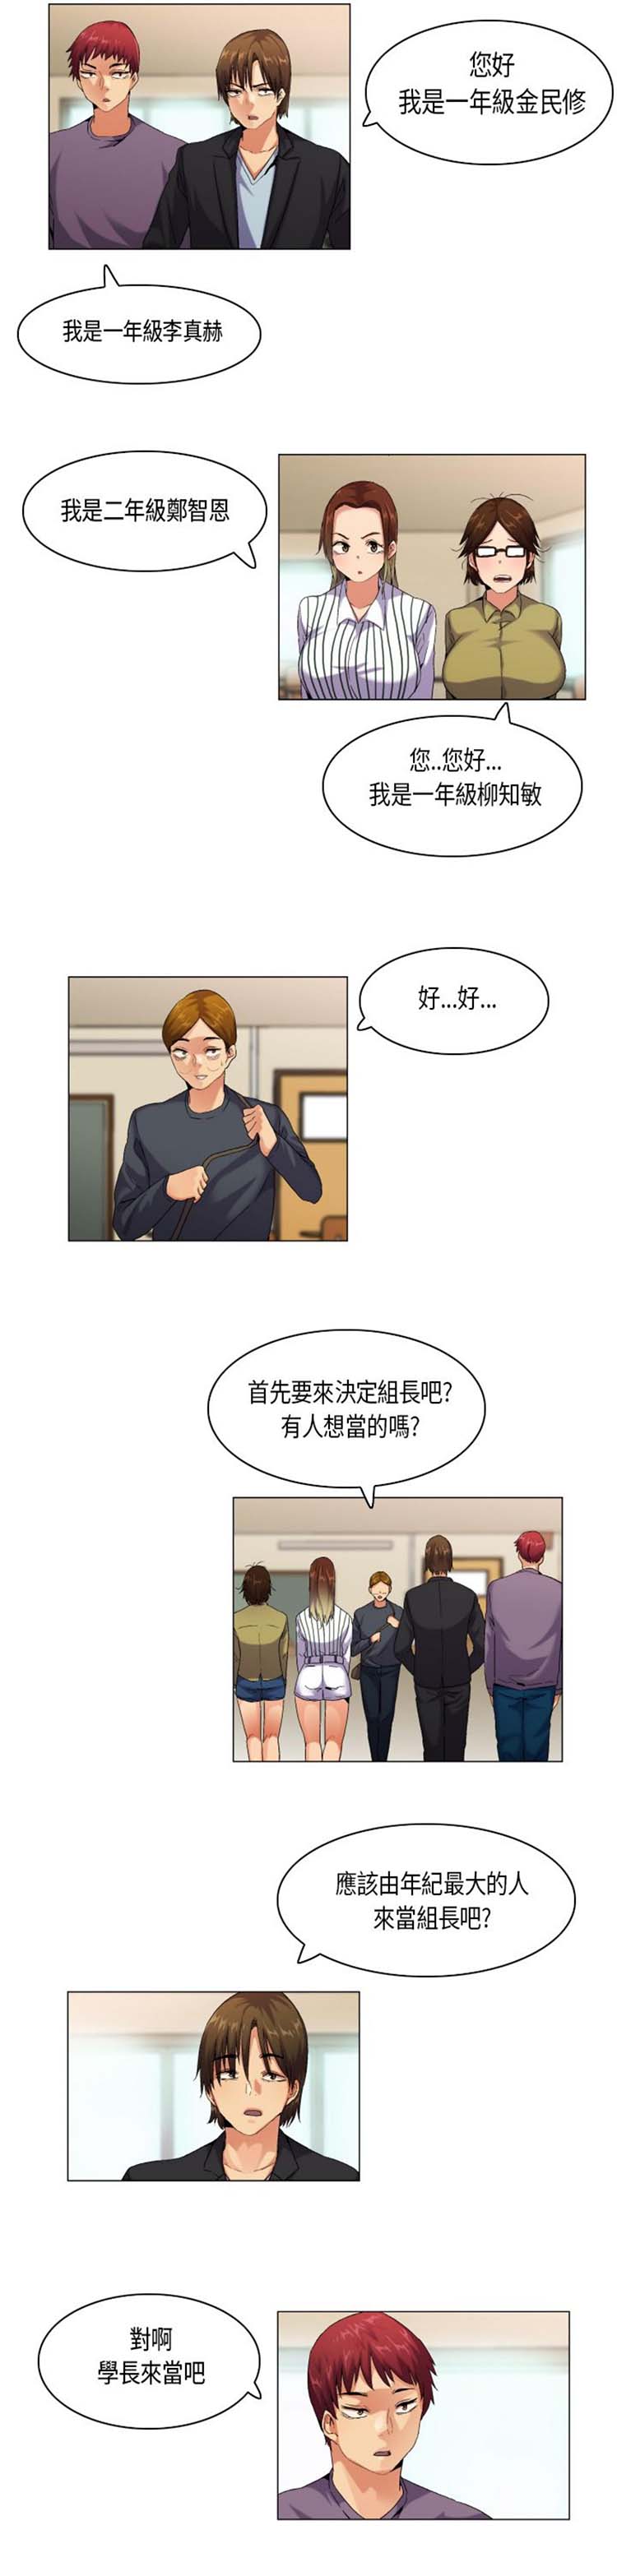 您好
我是一年級金民修
我是一年級李真赫
我是二年級鄭智恩
您..您好...
我是一年級柳知敏
好...好...
首先要來決定組長吧?
有人想當的嗎?
應該由年紀最大的人
來當組長吧?
對啊
學長來當吧